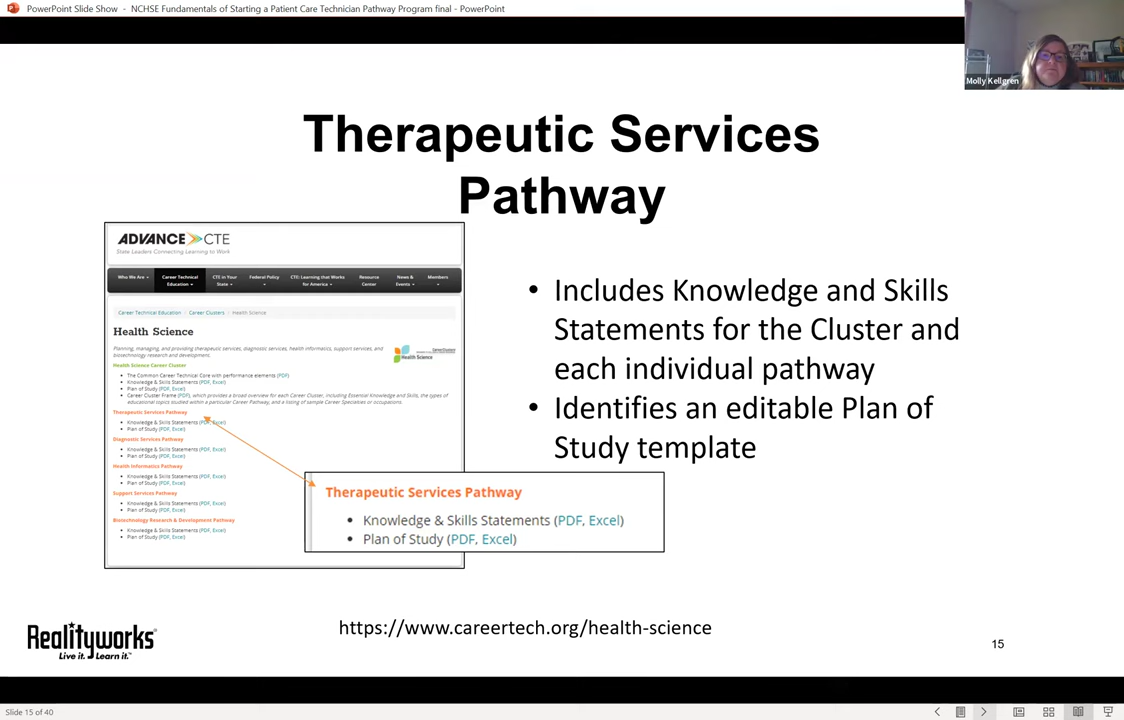 PowerPoint Slide Show - NCHSE Fundamentals of Starting a Patient Care Technician Pathway Program final - PowerPoint
Molly Kellgren
Therapeutic Services
Pathway
ADVANCE CTE
State Leaders Connecting Learning to Work
Who We Are
Career Technical
Education
CTE in Your
State
Federal Policy
CTE: Learning that Works
for America
Resource
Center
News &
Events
Members
Career Technical Education / Career Clusters / Health Science
Health Science
Planning, managing, and providing therapeutic services, diagnostic services, health informatics, support services, and
biotechnology research and development.
Health Science
Health Science Career Cluster
• The Common Career Technical Core with performance elements (PDF)
• Knowledge & Skills Statements (PDF, Excel)
• Plan of Study (PDF, Excel)
• Career Cluster Frame (PDF), which provides a broad overview for each Career Cluster, including Essential Knowledge and Skills, the types of
educational topics studied within a particular Career Pathway, and a listing of sample Career Specialties or occupations.
Therapeutic Services Pathway
• Knowledge & Skills Statements (PDF, Excel)
• Plan of Study (PDF, Excel)
Diagnostic Services Pathway
• Knowledge & Skills Statements (PDF, Excel)
• Plan of Study (PDF, Excel)
Health Informatics Pathway
• Knowledge & Skills Statements (PDF, Excel)
• Plan of Study (PDF, Excel)
Support Services Pathway
• Knowledge & Skills Statements (PDF, Excel)
• Plan of Study (PDF, Excel)
Biotechnology Research & Development Pathway
• Knowledge & Skills Statements (PDF, Excel)
• Plan of Study (PDF, Excel)
Therapeutic Services Pathway
• Knowledge & Skills Statements (PDF, Excel)
• Plan of Study (PDF, Excel)
• Includes Knowledge and Skills
Statements for the Cluster and
each individual pathway
• Identifies an editable Plan of
Study template
https://www.careertech.org/health-science
Realityworks
Live it. Learn it.™
15
Slide 15 of 40